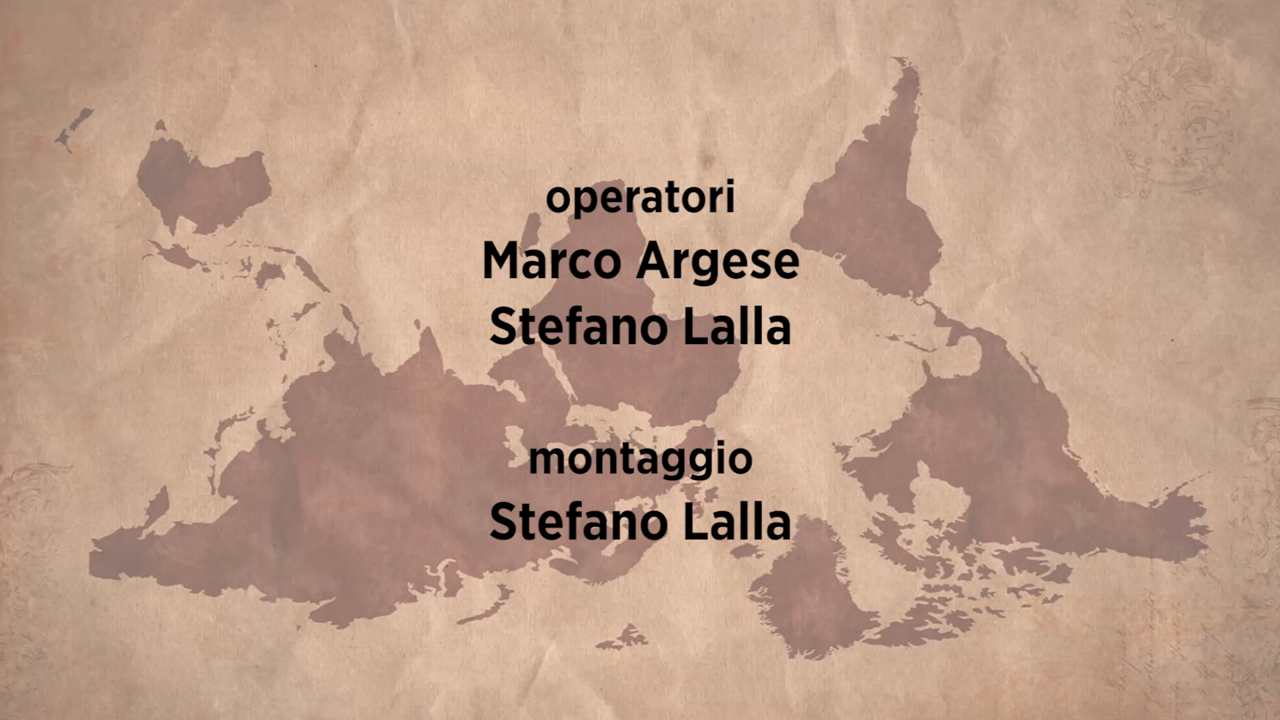 operatori
Marco Argese
Stefano Lalla
montaggio
Stefano Lalla